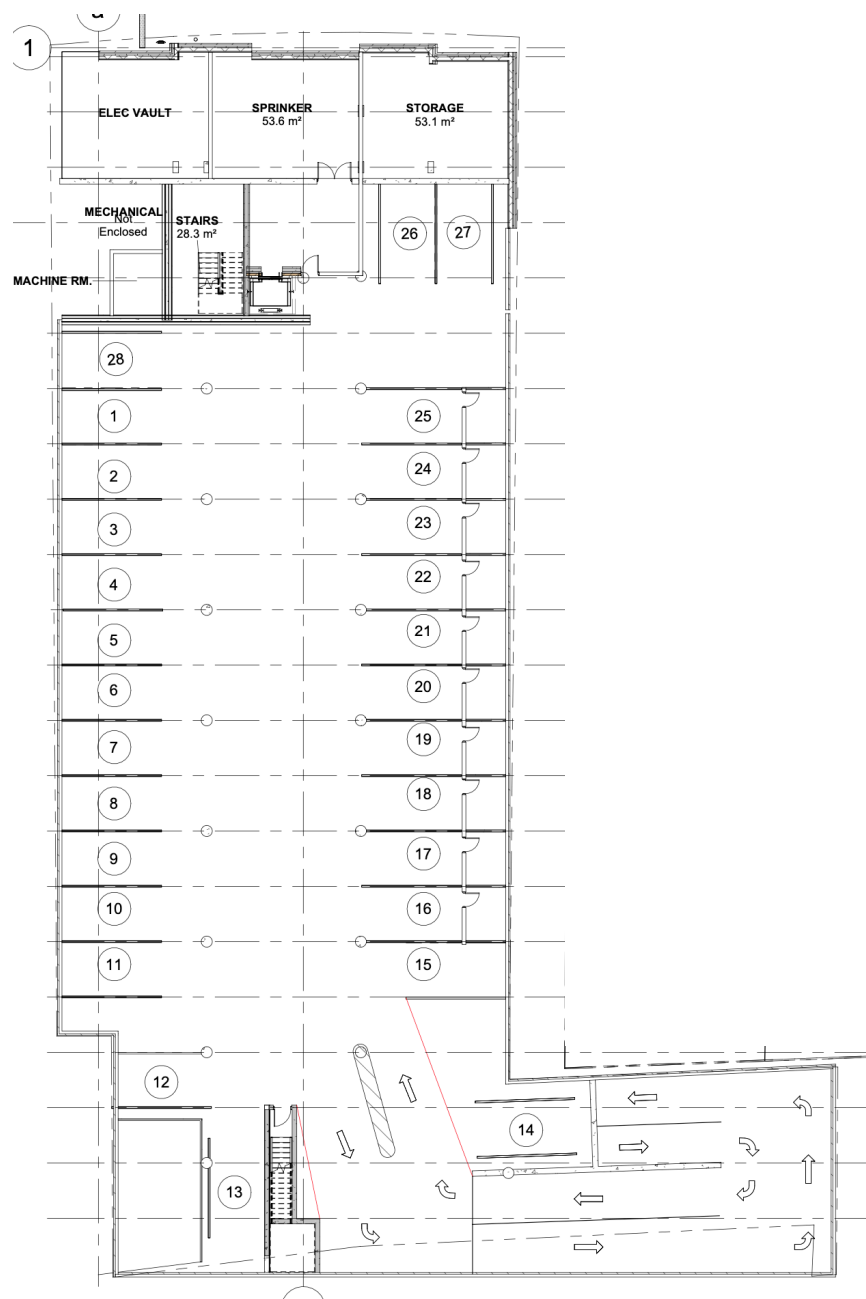 a
1
ELEC VAULT
SPRINKER
53.6 m²
STORAGE
53.1 m²
MECHANICAL
Not
Enclosed
STAIRS
28.3 m²
26
27
MACHINE RM.
28
1
25
2
24
3
23
4
22
5
21
6
20
7
19
8
18
9
17
10
16
11
15
12
14
13